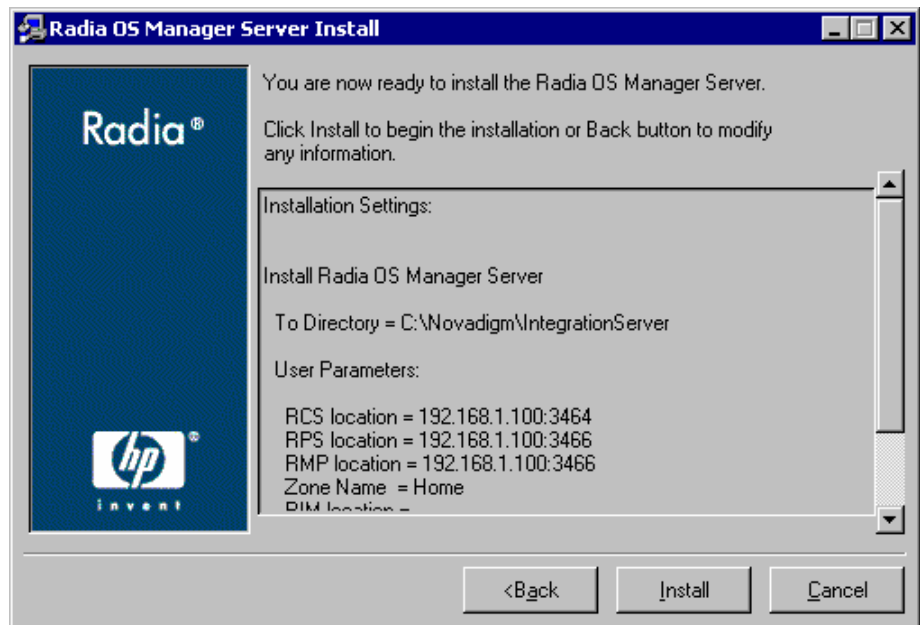 Radia OS Manager Server Install
Radia®
You are now ready to install the Radia OS Manager Server.
Click Install to begin the installation or Back button to modify
any information.
Installation Settings:
Install Radia OS Manager Server
To Directory = C:\Novadigm\IntegrationServer
User Parameters:
RCS location = 192.168.1.100:3464
RPS location = 192.168.1.100:3466
RMP location = 192.168.1.100:3466
Zone Name = Home
RIM location =
hp®
invent
<Back
Install
Cancel